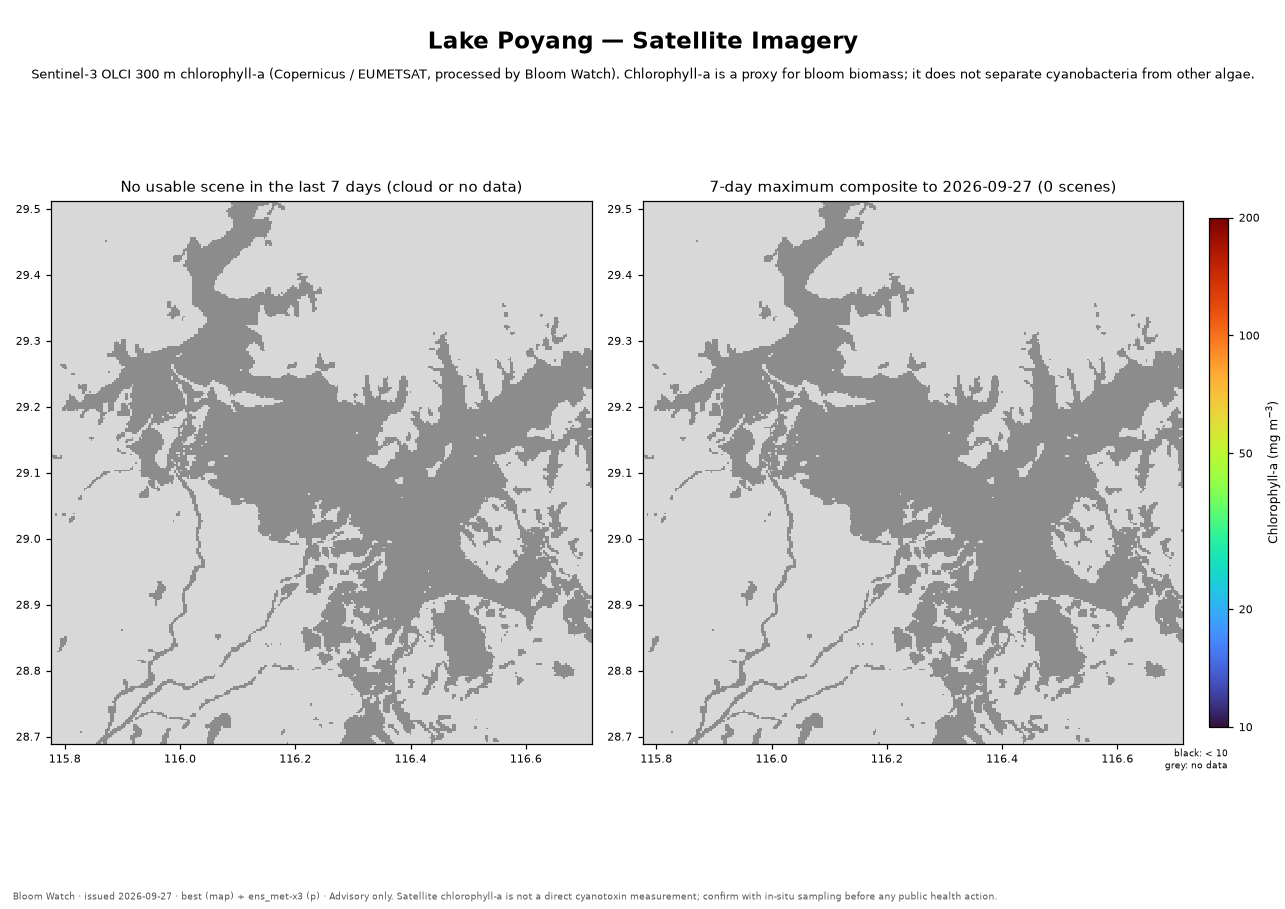 Lake Poyang — Satellite Imagery
Sentinel-3 OLCI 300 m chlorophyll-a (Copernicus / EUMETSAT, processed by Bloom Watch). Chlorophyll-a is a proxy for bloom biomass; it does not separate cyanobacteria from other algae.
No usable scene in the last 7 days (cloud or no data)
29.5
29.4
29.3
29.2
29.1
29.0
28.9
28.8
28.7
115.8 116.0 116.2 116.4 116.6
7-day maximum composite to 2026-09-27 (0 scenes)
29.5
29.4
29.3
29.2
29.1
29.0
28.9
28.8
28.7
115.8 116.0 116.2 116.4 116.6
200
100
50
20
10
Chlorophyll-a (mg m⁻³)
black: < 10
grey: no data
Bloom Watch · issued 2026-09-27 · best (map) + ens_met-x3 (p) · Advisory only. Satellite chlorophyll-a is not a direct cyanotoxin measurement; confirm with in-situ sampling before any public health action.